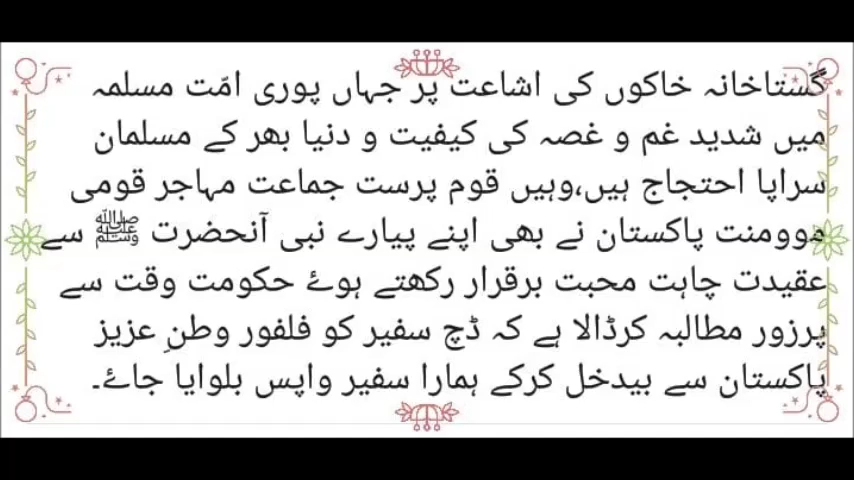 گستاخانہ خاکوں کی اشاعت پر جہاں پوری امّت مسلمہ
میں شدید غم و غصہ کی کیفیت و دنیا بھر کے مسلمان
سراپا احتجاج ہیں،وہیں قوم پرست جماعت مہاجر قومی
موومنت پاکستان نے بھی اپنے پیارے نبی آنحضرت ﷺ سے
عقیدت چاہت محبت برقرار رکھتے ہوۓ حکومت وقت سے
پرزور مطالبہ کرڈالا ہے کہ ڈچ سفیر کو فلفور وطنِ عزیز
پاکستان سے بیدخل کرکے ہمارا سفیر واپس بلوایا جاۓ۔